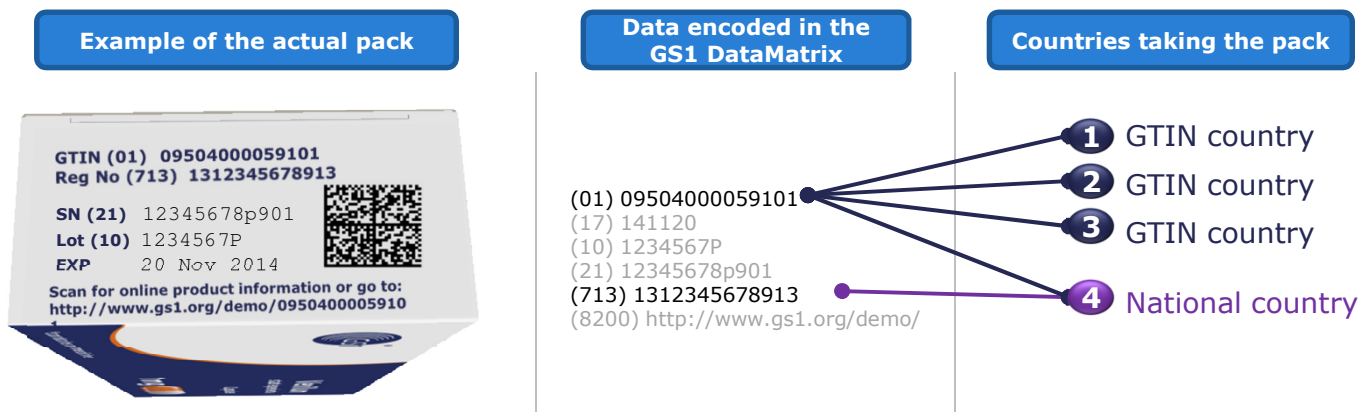 Example of the actual pack
Data encoded in the
GS1 DataMatrix
Countries taking the pack
GTIN (01) 09504000059101
Reg No (713) 1312345678913
SN (21) 12345678p901
Lot (10) 1234567P
EXP 20 Nov 2014
Scan for online product information or go to:
http://www.gs1.org/demo/0950400005910
1
(01) 09504000059101
(17) 141120
(10) 1234567P
(21) 12345678p901
(713) 1312345678913
(8200) http://www.gs1.org/demo/
1 GTIN country
2 GTIN country
3 GTIN country
4 National country